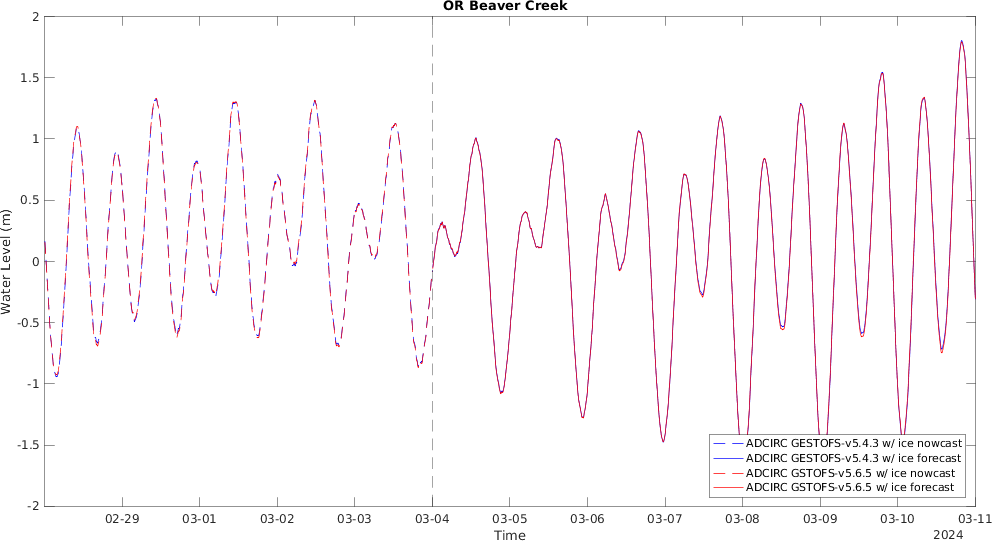 OR Beaver Creek
2
1.5
1
0.5
0
-0.5
-1
-1.5
-2
Water Level (m)
ADCIRC GESTOFS-v5.4.3 w/ ice nowcast
ADCIRC GESTOFS-v5.4.3 w/ ice forecast
ADCIRC GSTOFS-v5.6.5 w/ ice nowcast
ADCIRC GSTOFS-v5.6.5 w/ ice forecast
02-29 03-01 03-02 03-03 03-04 03-05 03-06 03-07 03-08 03-09 03-10 03-11
Time
2024